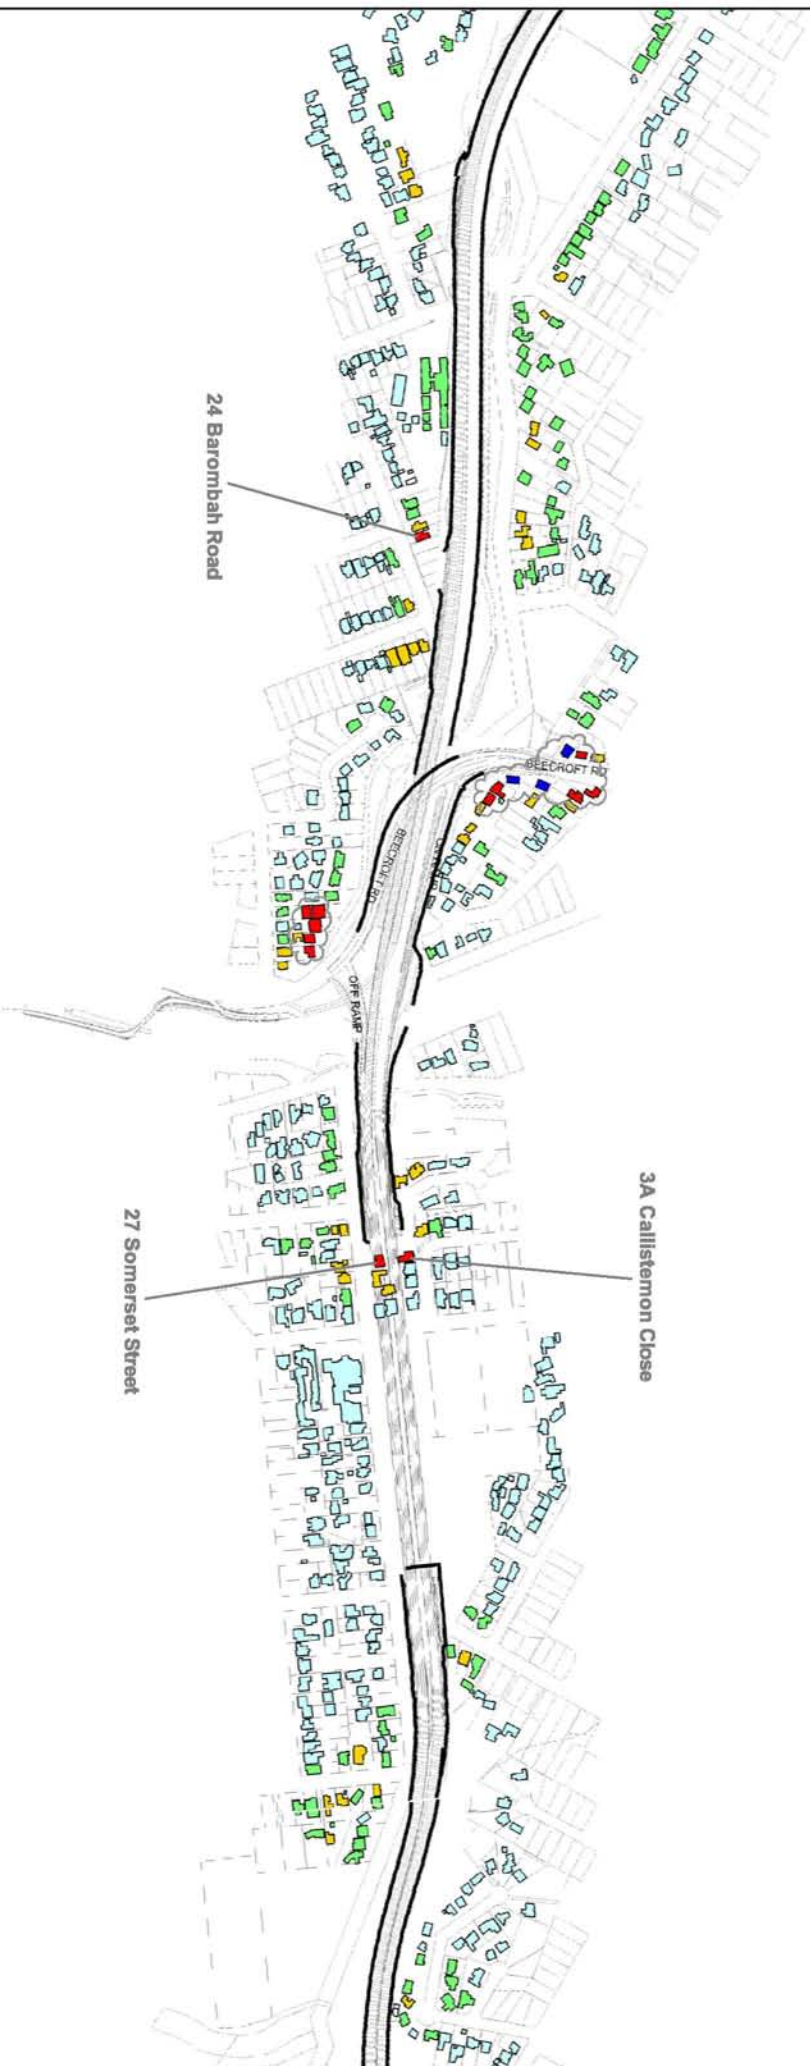 24 Barombah Road
BEECROFT RD
BEECROFT RD
OFF RAMP
3A Callistemon Close
27 Somerset Street